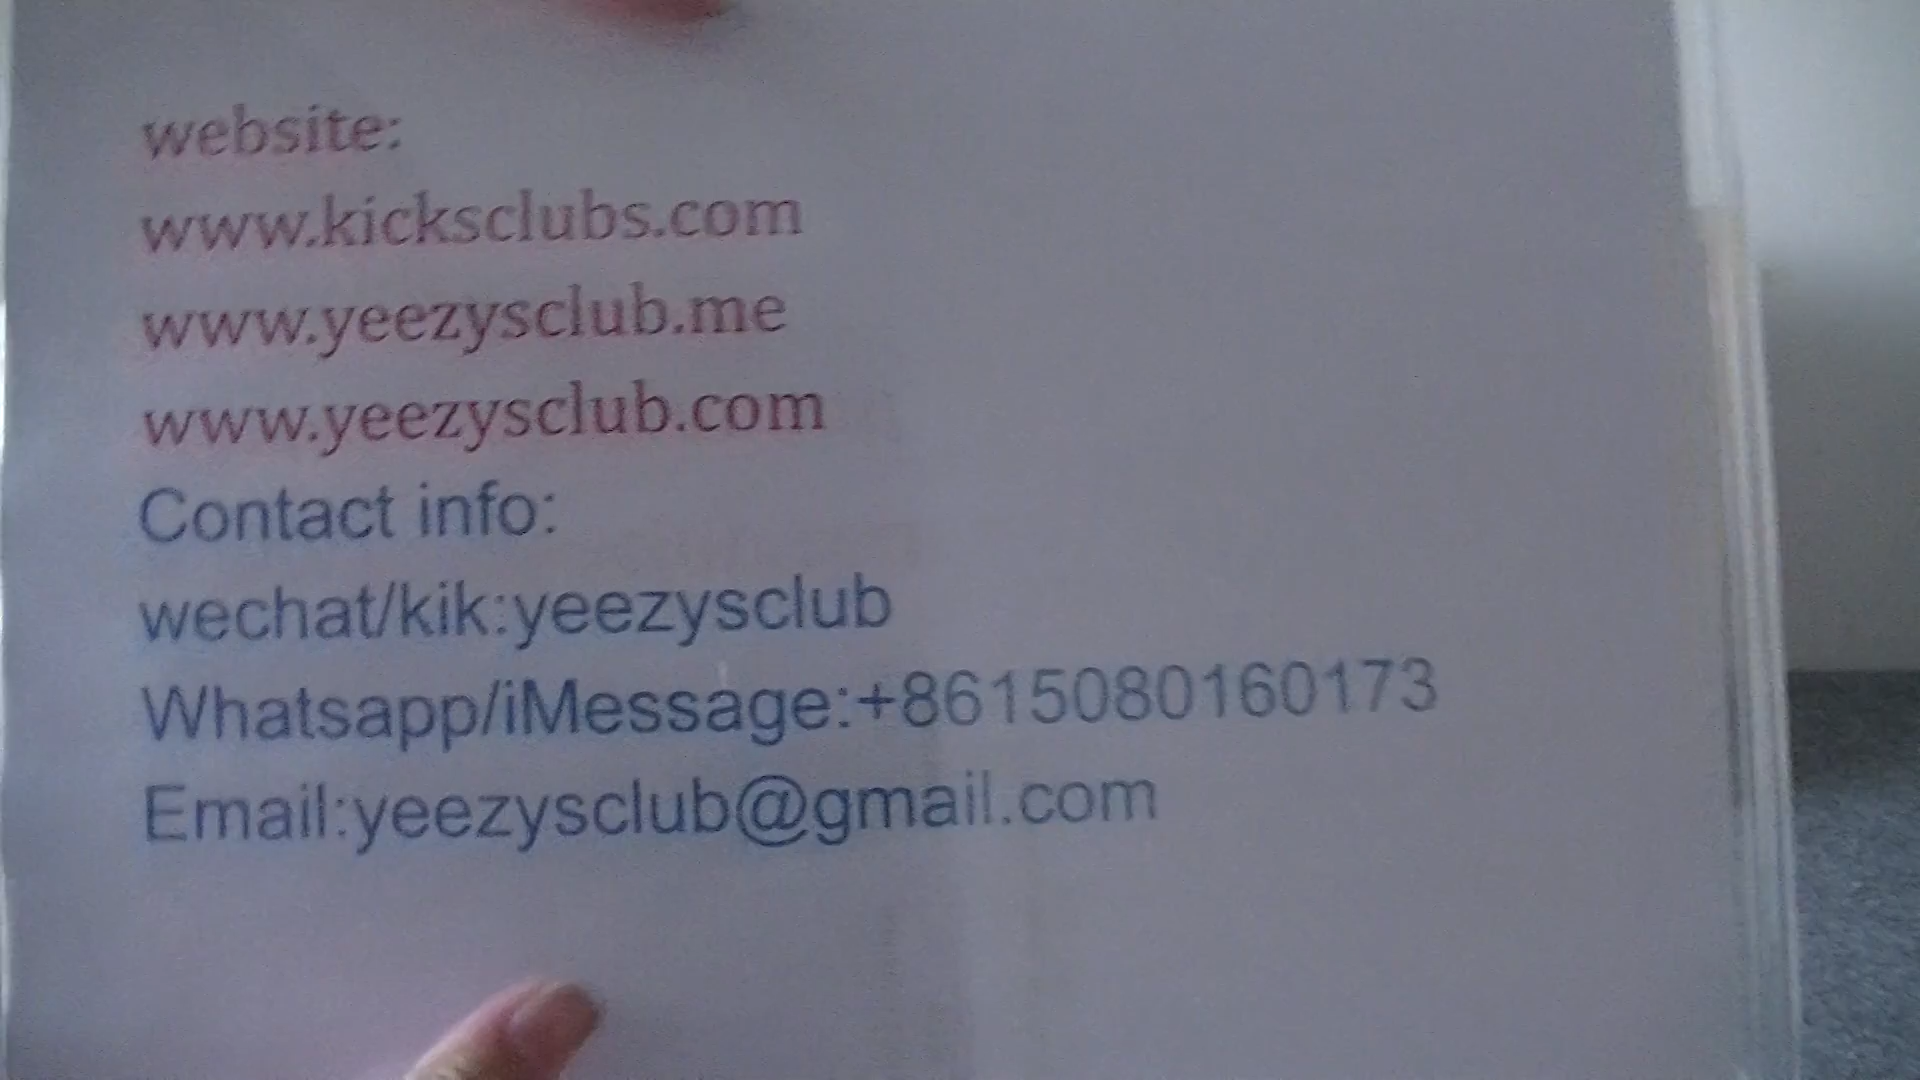 website:
www.kicksclubs.com
www.yeezysclub.me
www.yeezysclub.com
Contact info:
wechat/kik:yeezysclub
Whatsapp/iMessage:+8615080160173
Email:yeezysclub@gmail.com